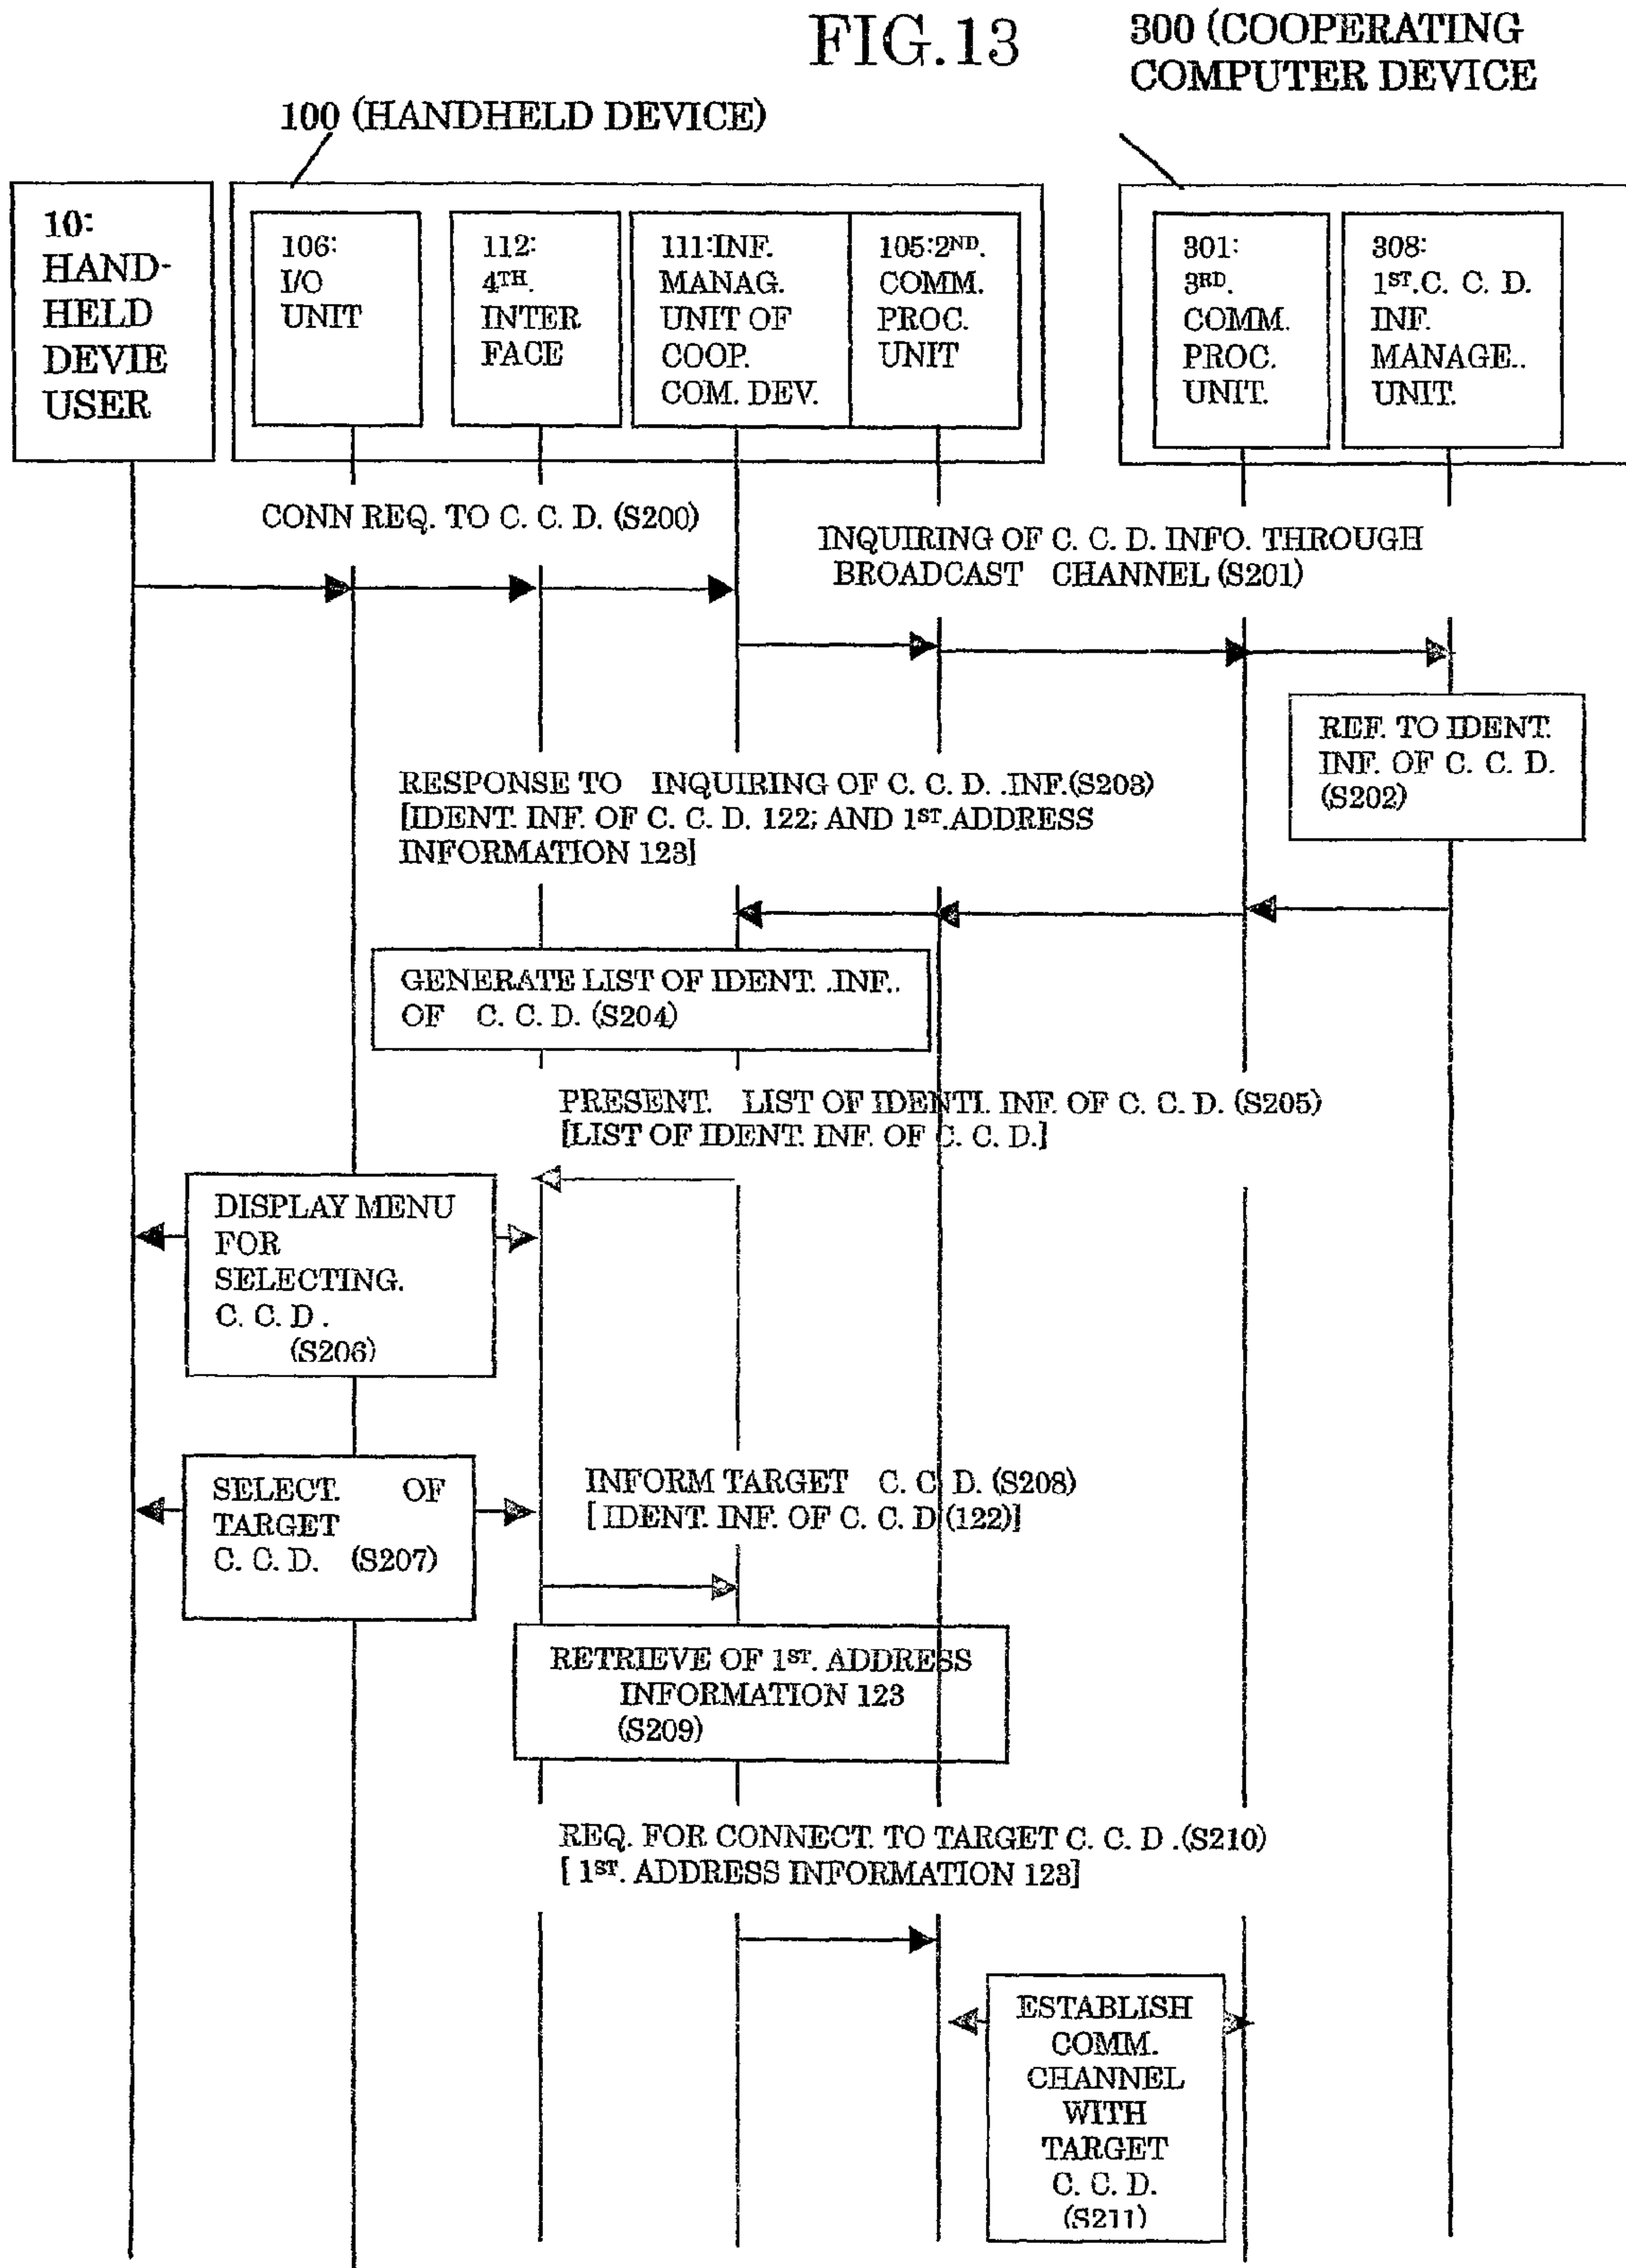 FIG.13
300 (COOPERATING
COMPUTER DEVICE
100 (HANDHELD DEVICE)
10:
HAND-
HELD
DEVIE
USER
106:
I/O
UNIT
112:
4TH.
INTER
FACE
111:INF.
MANAG.
UNIT OF
COOP.
COM. DEV.
105:2ND.
COMM.
PROC.
UNIT
301:
3RD.
COMM.
PROC.
UNIT.
308:
1ST.C. C. D.
INF.
MANAGE..
UNIT.
CONN REQ. TO C. C. D. (S200)
INQUIRING OF C. C. D. INFO. THROUGH
BROADCAST CHANNEL (S201)
REF. TO IDENT.
INF. OF C. C. D.
(S202)
RESPONSE TO INQUIRING OF C. C. D. .INF.(S203)
[IDENT. INF. OF C. C. D. 122; AND 1ST.ADDRESS
INFORMATION 123]
GENERATE LIST OF IDENT. .INF..
OF C. C. D. (S204)
PRESENT. LIST OF IDENTI. INF. OF C. C. D. (S205)
[LIST OF IDENT. INF. OF C. C. D.]
DISPLAY MENU
FOR
SELECTING.
C. C. D .
(S206)
SELECT. OF
TARGET
C. C. D. (S207)
INFORM TARGET C. C. D. (S208)
[ IDENT. INF. OF C. C. D (122)]
RETRIEVE OF 1ST. ADDRESS
INFORMATION 123
(S209)
REQ. FOR CONNECT. TO TARGET C. C. D .(S210)
[ 1ST. ADDRESS INFORMATION 123]
ESTABLISH
COMM.
CHANNEL
WITH
TARGET
C. C. D.
(S211)